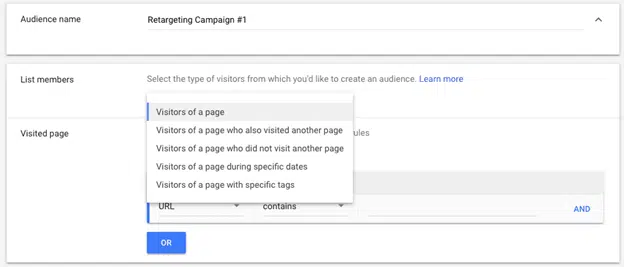 Audience name
Retargeting Campaign #1
List members
Select the type of visitors from which you'd like to create an audience. Learn more
Visitors of a page
Visitors of a page who also visited another page
Visited page
Visitors of a page who did not visit another page
rules
Visitors of a page during specific dates
Visitors of a page with specific tags
URL
contains
AND
OR